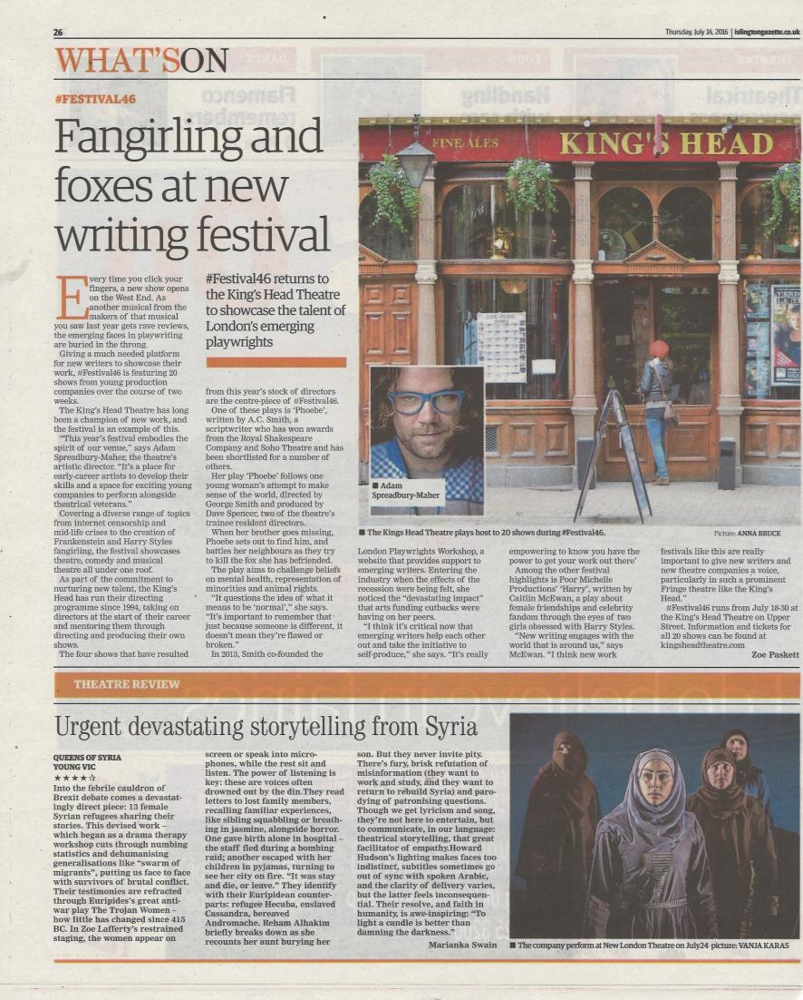 26
Thursday, July 14, 2016 | islingtongazette.co.uk
WHAT'SON
#FESTIVAL46
Fangirling and
foxes at new
writing festival
Every time you click your
fingers, a new show opens
on the West End. As
another musical from the
makers of that musical
you saw last year gets rave reviews,
the emerging faces in playwriting
are buried in the throng.
Giving a much needed platform
for new writers to showcase their
work, #Festival46 is featuring 20
shows from young production
companies over the course of two
weeks.
The King's Head Theatre has long
been a champion of new work, and
the festival is an example of this.
"This year's festival embodies the
spirit of our venue," says Adam
Spreadbury-Maher, the theatre's
artistic director. "It's a place for
early-career artists to develop their
skills and a space for exciting young
companies to perform alongside
theatrical veterans."
Covering a diverse range of topics
from internet censorship and
mid-life crises to the creation of
Frankenstein and Harry Styles
fangirling, the festival showcases
theatre, comedy and musical
theatre all under one roof.
As part of the commitment to
nurturing new talent, the King's
Head has run their directing
programme since 1994, taking on
directors at the start of their career
and mentoring them through
directing and producing their own
shows.
The four shows that have resulted
#Festival46 returns to
the King's Head Theatre
to showcase the talent of
London's emerging
playwrights
from this year's stock of directors
are the centre-piece of #Festival46.
One of these plays is 'Phoebe',
written by A.C. Smith, a
scriptwriter who has won awards
from the Royal Shakespeare
Company and Soho Theatre and has
been shortlisted for a number of
others.
Her play 'Phoebe' follows one
young woman's attempt to make
sense of the world, directed by
George Smith and produced by
Dave Spencer, two of the theatre's
trainee resident directors.
When her brother goes missing,
Phoebe sets out to find him, and
battles her neighbours as they try
to kill the fox she has befriended.
The play aims to challenge beliefs
on mental health, representation of
minorities and animal rights.
"It questions the idea of what it
means to be 'normal'," she says.
"It's important to remember that
just because someone is different, it
doesn't mean they're flawed or
broken."
In 2013, Smith co-founded the
FINE ALES
KING'S HEAD
■ Adam
Spreadbury-Maher
■ The Kings Head Theatre plays host to 20 shows during #Festival46.
Picture: ANNA BRUCE
London Playwrights Workshop, a
website that provides support to
emerging writers. Entering the
industry when the effects of the
recession were being felt, she
noticed the "devastating impact"
that arts funding cutbacks were
having on her peers.
"I think it's critical now that
emerging writers help each other
out and take the initiative to
self-produce," she says. "It's really
empowering to know you have the
power to get your work out there'
Among the other festival
highlights is Poor Michelle
Productions' 'Harry', written by
Caitlin McEwan, a play about
female friendships and celebrity
fandom through the eyes of two
girls obsessed with Harry Styles.
"New writing engages with the
world that is around us," says
McEwan. "I think new work
festivals like this are really
important to give new writers and
new theatre companies a voice,
particularly in such a prominent
Fringe theatre like the King's
Head."
#Festival46 runs from July 18-30 at
the King's Head Theatre on Upper
Street. Information and tickets for
all 20 shows can be found at
kingsheadtheatre.com
Zoe Paskett
THEATRE REVIEW
Urgent devastating storytelling from Syria
QUEENS OF SYRIA
YOUNG VIC
★★★★☆
Into the febrile cauldron of
Brexit debate comes a devastat-
ingly direct piece: 13 female
Syrian refugees sharing their
stories. This devised work –
which began as a drama therapy
workshop cuts through numbing
statistics and dehumanising
generalisations like "swarm of
migrants", putting us face to face
with survivors of brutal conflict.
Their testimonies are refracted
through Euripides's great anti-
war play The Trojan Women –
how little has changed since 415
BC. In Zoe Lafferty's restrained
staging, the women appear on
screen or speak into micro-
phones, while the rest sit and
listen. The power of listening is
key: these are voices often
drowned out by the din.They read
letters to lost family members,
recalling familiar experiences,
like sibling squabbling or breath-
ing in jasmine, alongside horror.
One gave birth alone in hospital –
the staff fled during a bombing
raid; another escaped with her
children in pyjamas, turning to
see her city on fire. "It was stay
and die, or leave." They identify
with their Euripidean counter-
parts: refugee Hecuba, enslaved
Cassandra, bereaved
Andromache. Reham Alhakim
briefly breaks down as she
recounts her aunt burying her
son. But they never invite pity.
There's fury, brisk refutation of
misinformation (they want to
work and study, and they want to
return to rebuild Syria) and paro-
dying of patronising questions.
Though we get lyricism and song,
they're not here to entertain, but
to communicate, in our language:
theatrical storytelling, that great
facilitator of empathy.Howard
Hudson's lighting makes faces too
indistinct, subtitles sometimes go
out of sync with spoken Arabic,
and the clarity of delivery varies,
but the latter feels inconsequen-
tial. Their resolve, and faith in
humanity, is awe-inspiring: "To
light a candle is better than
damning the darkness."
Marianka Swain
■ The company perform at New London Theatre on July24 picture: VANJA KARAS